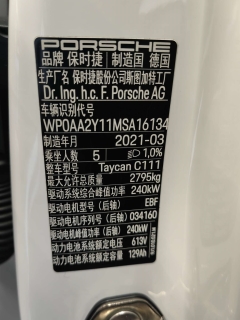 PORSCHE
品牌 保时捷 制造国 德国
制造厂名 保时捷股份公司斯图加特工厂
Dr. Ing. h.c. F. Porsche AG
车辆识别代号
WP0AA2Y11MSA16134
制造年月 2021-03
乘坐人数 5 1,0%
整车型号 Taycan C111
最大允许总质量 2795kg
驱动系统综合峰值功率 240kW
驱动电机型号（后轴） EBF
驱动电机序列号（后轴） 034160
驱动电机峰值功率（后轴） 240kW
动力电池系统额定电压 613V
动力电池系统额定容量 129Ah